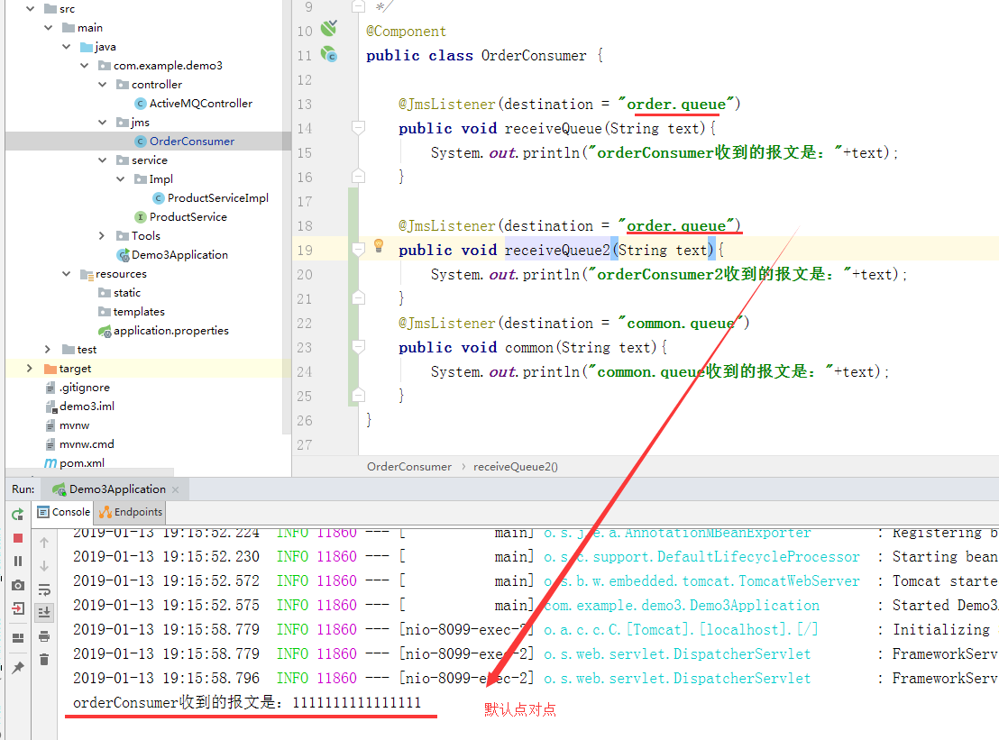 src
main
java
com.example.demo3
controller
ActiveMQController
jms
OrderConsumer
service
Impl
ProductServiceImpl
ProductService
Tools
Demo3Application
resources
static
templates
application.properties
test
target
.gitignore
demo3.iml
mvnw
mvnw.cmd
pom.xml
9 */
10 @Component
11 public class OrderConsumer {
12
13 @JmsListener(destination = "order.queue")
14 public void receiveQueue(String text){
15 System.out.println("orderConsumer收到的报文是："+text);
16 }
17
18 @JmsListener(destination = "order.queue")
19 public void receiveQueue2(String text){
20 System.out.println("orderConsumer2收到的报文是："+text);
21 }
22 @JmsListener(destination = "common.queue")
23 public void common(String text){
24 System.out.println("common.queue收到的报文是："+text);
25 }
26 }
27
OrderConsumer › receiveQueue2()
Run: Demo3Application ×
Console Endpoints
2019-01-13 19:15:52.224 INFO 11860 --- [ main] o.s.j.e.a.AnnotationMBeanExporter : Registering b
2019-01-13 19:15:52.230 INFO 11860 --- [ main] o.s.c.support.DefaultLifecycleProcessor : Starting bean
2019-01-13 19:15:52.572 INFO 11860 --- [ main] o.s.b.w.embedded.tomcat.TomcatWebServer : Tomcat starte
2019-01-13 19:15:52.575 INFO 11860 --- [ main] com.example.demo3.Demo3Application : Started Demo3
2019-01-13 19:15:58.779 INFO 11860 --- [nio-8099-exec-2] o.a.c.c.C.[Tomcat].[localhost].[/] : Initializing
2019-01-13 19:15:58.779 INFO 11860 --- [nio-8099-exec-2] o.s.web.servlet.DispatcherServlet : FrameworkServ
2019-01-13 19:15:58.796 INFO 11860 --- [nio-8099-exec-2] o.s.web.servlet.DispatcherServlet : FrameworkServ
orderConsumer收到的报文是：1111111111111111
默认点对点